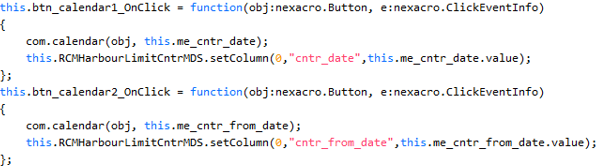 this.btn_calendar1_OnClick = function(obj:nexacro.Button, e:nexacro.ClickEventInfo)
{
    com.calendar(obj, this.me_cntr_date);
    this.RCMHarbourLimitCntrMDS.setColumn(0,"cntr_date",this.me_cntr_date.value);
};
this.btn_calendar2_OnClick = function(obj:nexacro.Button, e:nexacro.ClickEventInfo)
{
    com.calendar(obj, this.me_cntr_from_date);
    this.RCMHarbourLimitCntrMDS.setColumn(0,"cntr_from_date",this.me_cntr_from_date.value);
};